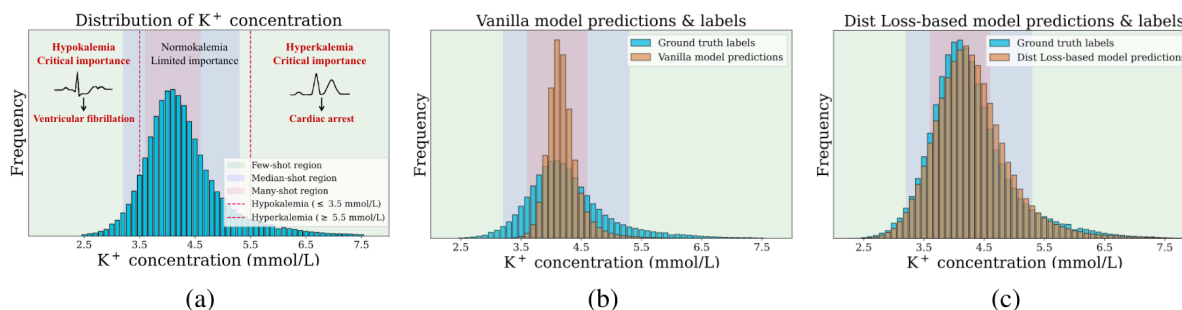 Distribution of K⁺ concentration
Hypokalemia
Critical importance
Normokalemia
Limited importance
Hyperkalemia
Critical importance
Ventricular fibrillation
Cardiac arrest
Few-shot region
Median-shot region
Many-shot region
Hypokalemia (≤ 3.5 mmol/L)
Hyperkalemia (≥ 5.5 mmol/L)
Frequency
2.5 3.5 4.5 5.5 6.5 7.5
K⁺ concentration (mmol/L)
(a)
Vanilla model predictions & labels
Ground truth labels
Vanilla model predictions
Frequency
2.5 3.5 4.5 5.5 6.5 7.5
K⁺ concentration (mmol/L)
(b)
Dist Loss-based model predictions & labels
Ground truth labels
Dist Loss-based model predictions
Frequency
2.5 3.5 4.5 5.5 6.5 7.5
K⁺ concentration (mmol/L)
(c)